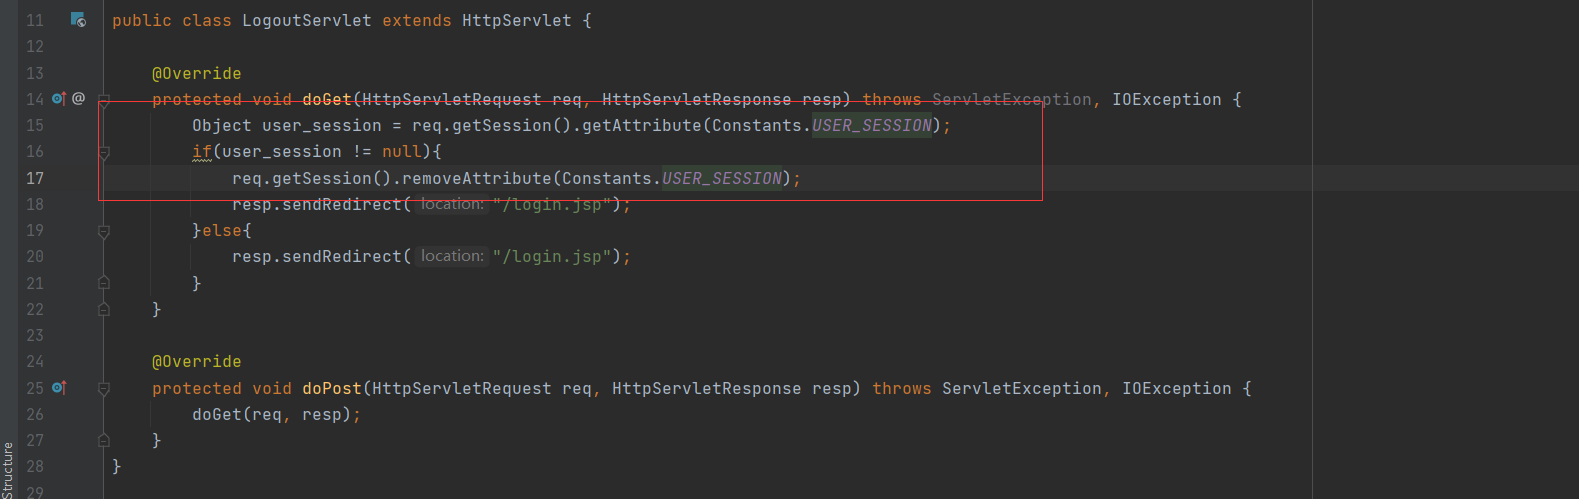 11 public class LogoutServlet extends HttpServlet {
12
13 @Override
14 @ protected void doGet(HttpServletRequest req, HttpServletResponse resp) throws ServletException, IOException {
15 Object user_session = req.getSession().getAttribute(Constants.USER_SESSION);
16 if(user_session != null){
17 req.getSession().removeAttribute(Constants.USER_SESSION);
18 resp.sendRedirect( location: "/login.jsp");
19 }else{
20 resp.sendRedirect( location: "/login.jsp");
21 }
22 }
23
24 @Override
25 protected void doPost(HttpServletRequest req, HttpServletResponse resp) throws ServletException, IOException {
26 doGet(req, resp);
27 }
28 }
29
Structure